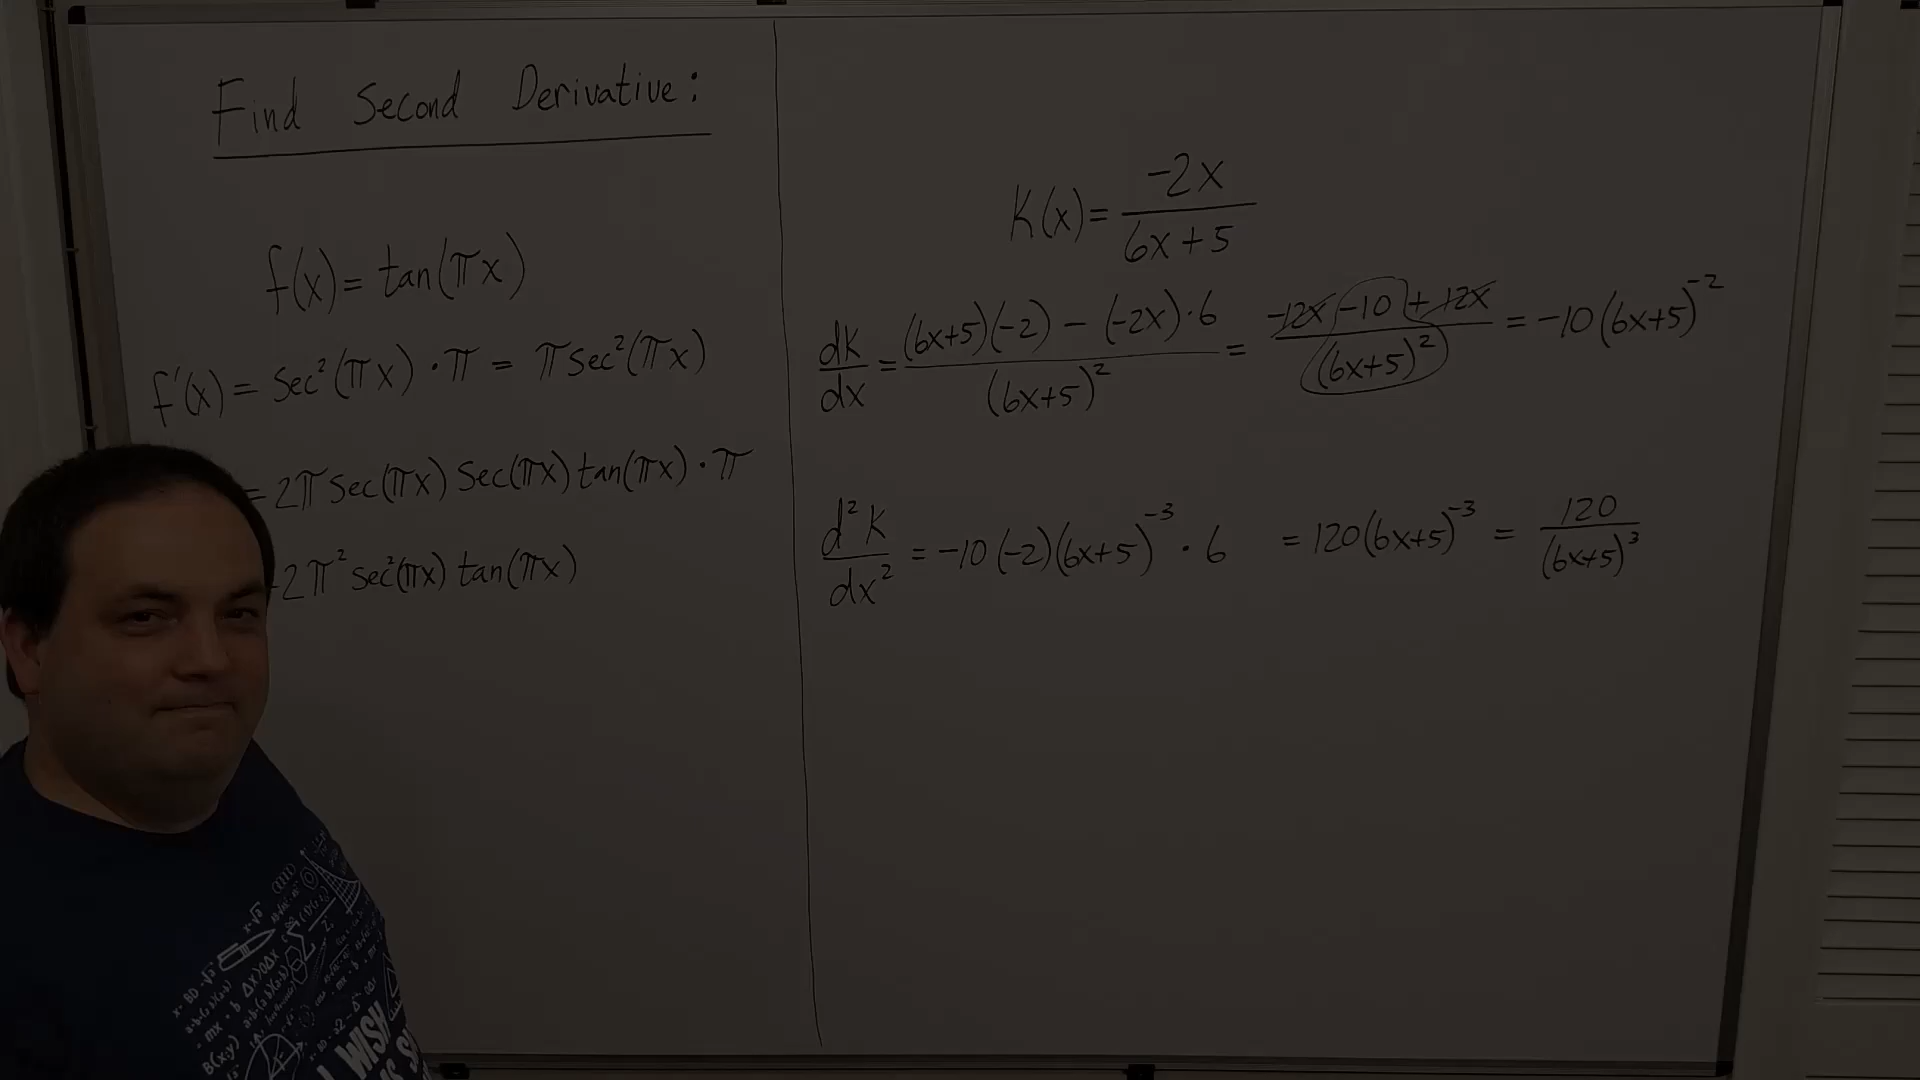 Find Second Derivative:
f(x) = tan(πx)
f'(x) = sec²(πx) · π = π sec²(πx)
= 2π sec(πx) sec(πx) tan(πx) · π
2π² sec²(πx) tan(πx)
K(x) = -2x / (6x+5)
dk/dx = ((6x+5)(-2) - (-2x)·6) / (6x+5)² = (-12x - 10 + 12x) / (6x+5)² = -10(6x+5)⁻²
d²k/dx² = -10(-2)(6x+5)⁻³ · 6 = 120(6x+5)⁻³ = 120 / (6x+5)³
I WISH